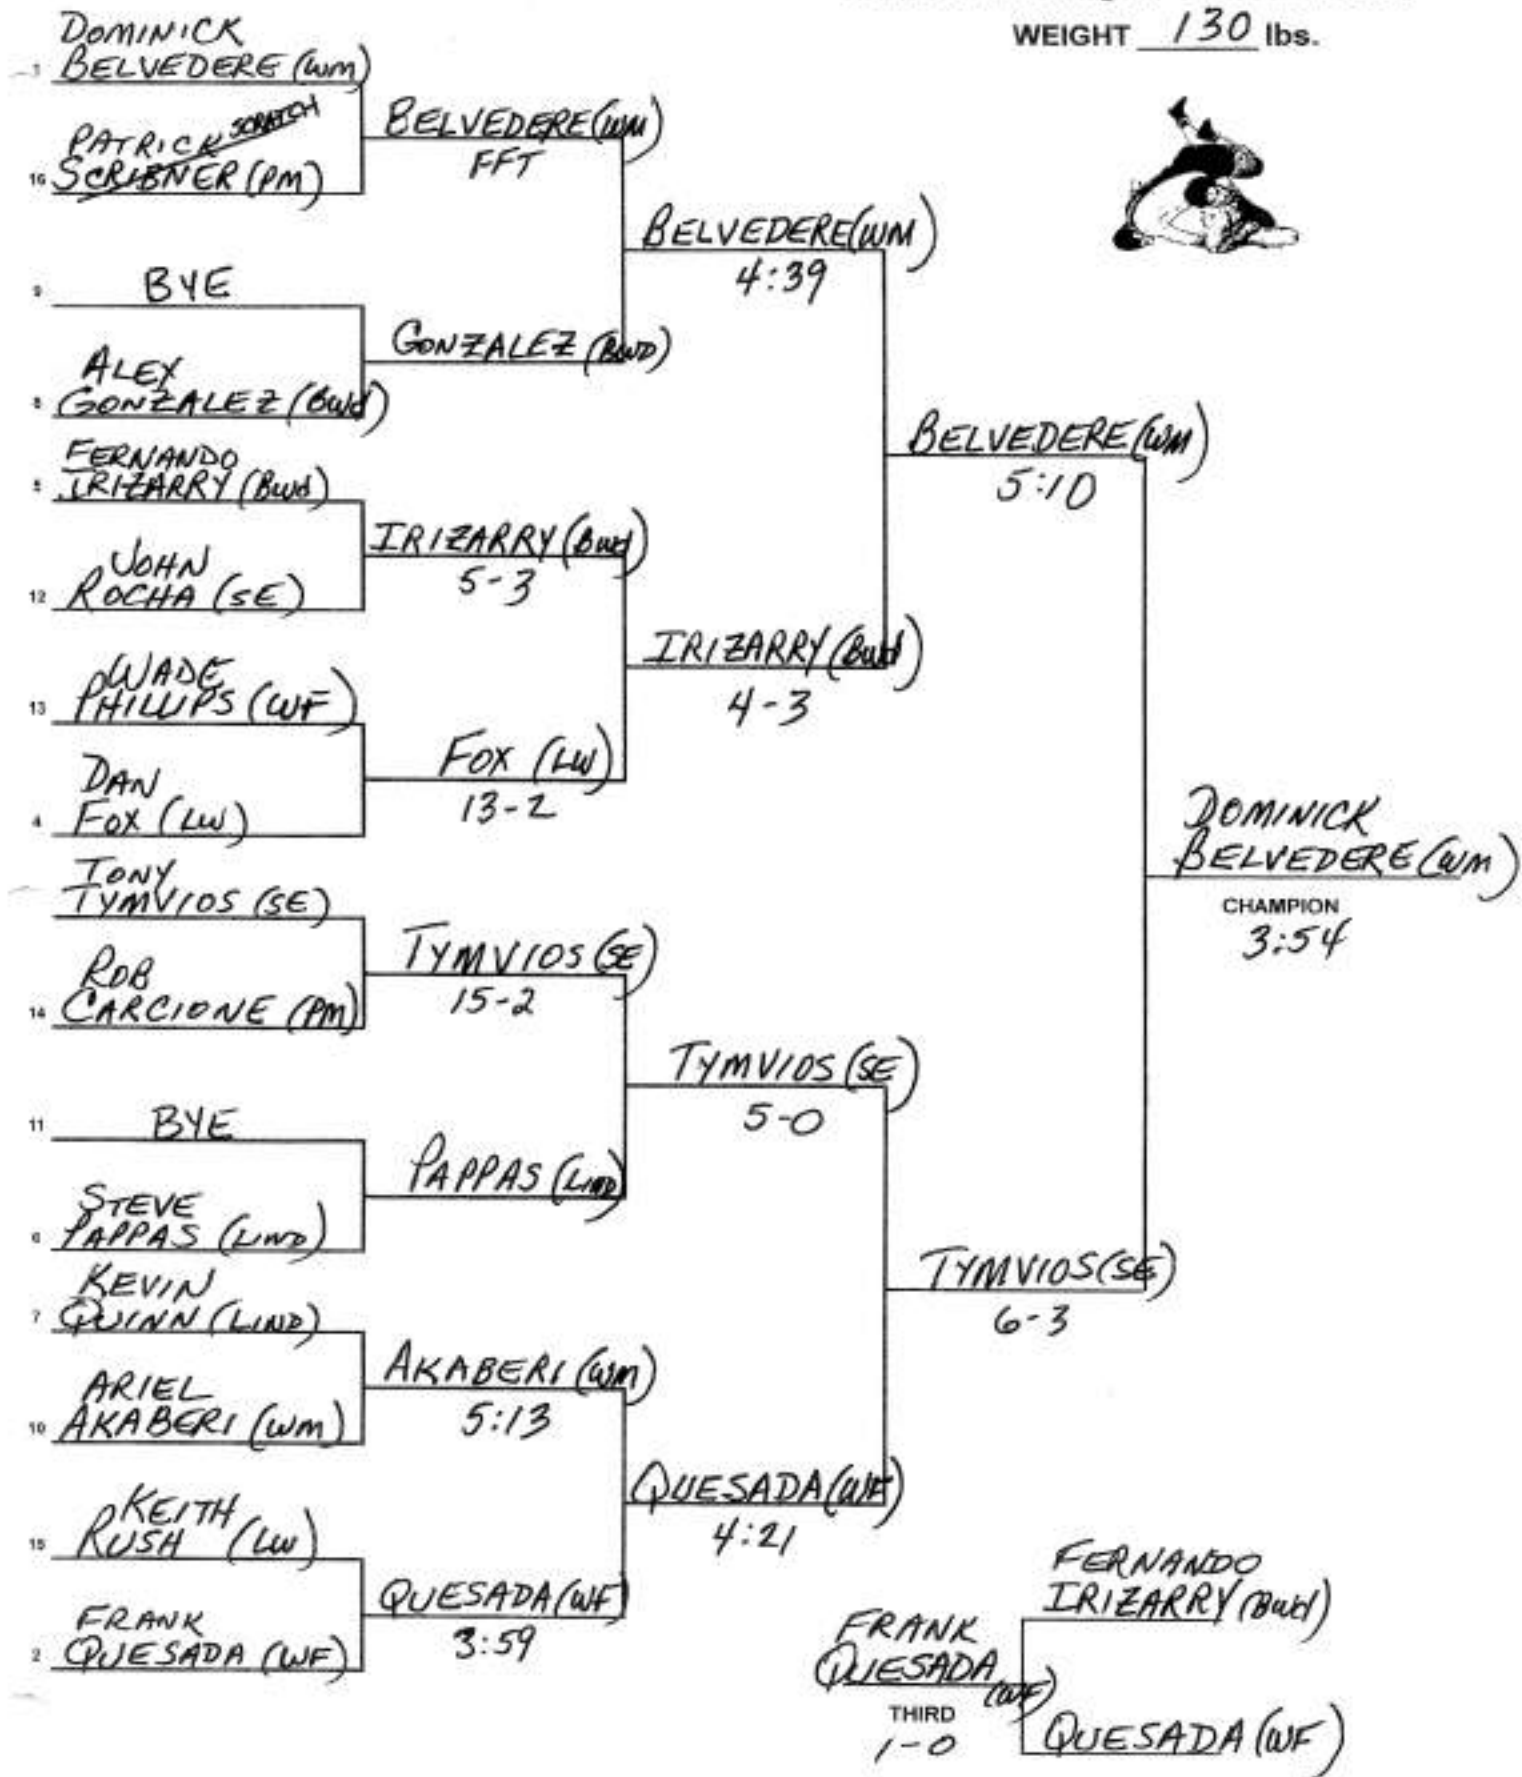 WEIGHT 130 lbs.
1 DOMINICK
BELVEDERE (WM)
16 PATRICK SCRATCH
SCRIBNER (PM)
BELVEDERE (WM)
FFT
9 BYE
8 ALEX
GONZALEZ (BWD)
GONZALEZ (BWD)
BELVEDERE (WM)
4:39
5 FERNANDO
IRIZARRY (BWD)
12 JOHN
ROCHA (SE)
IRIZARRY (BWD)
5-3
13 WADE
PHILLIPS (WF)
4 DAN
FOX (LW)
FOX (LW)
13-2
IRIZARRY (BWD)
4-3
BELVEDERE (WM)
5:10
TONY
TYMVIOS (SE)
14 ROB
CARCIONE (PM)
TYMVIOS (SE)
15-2
11 BYE
6 STEVE
PAPPAS (LIND)
PAPPAS (LIND)
TYMVIOS (SE)
5-0
7 KEVIN
QUINN (LIND)
10 ARIEL
AKABERI (WM)
AKABERI (WM)
5:13
15 KEITH
RUSH (LW)
2 FRANK
QUESADA (WF)
QUESADA (WF)
3:59
QUESADA (WF)
4:21
TYMVIOS (SE)
6-3
DOMINICK
BELVEDERE (WM)
CHAMPION
3:54
FERNANDO
IRIZARRY (BWD)
QUESADA (WF)
FRANK
QUESADA (WF)
THIRD
1-0